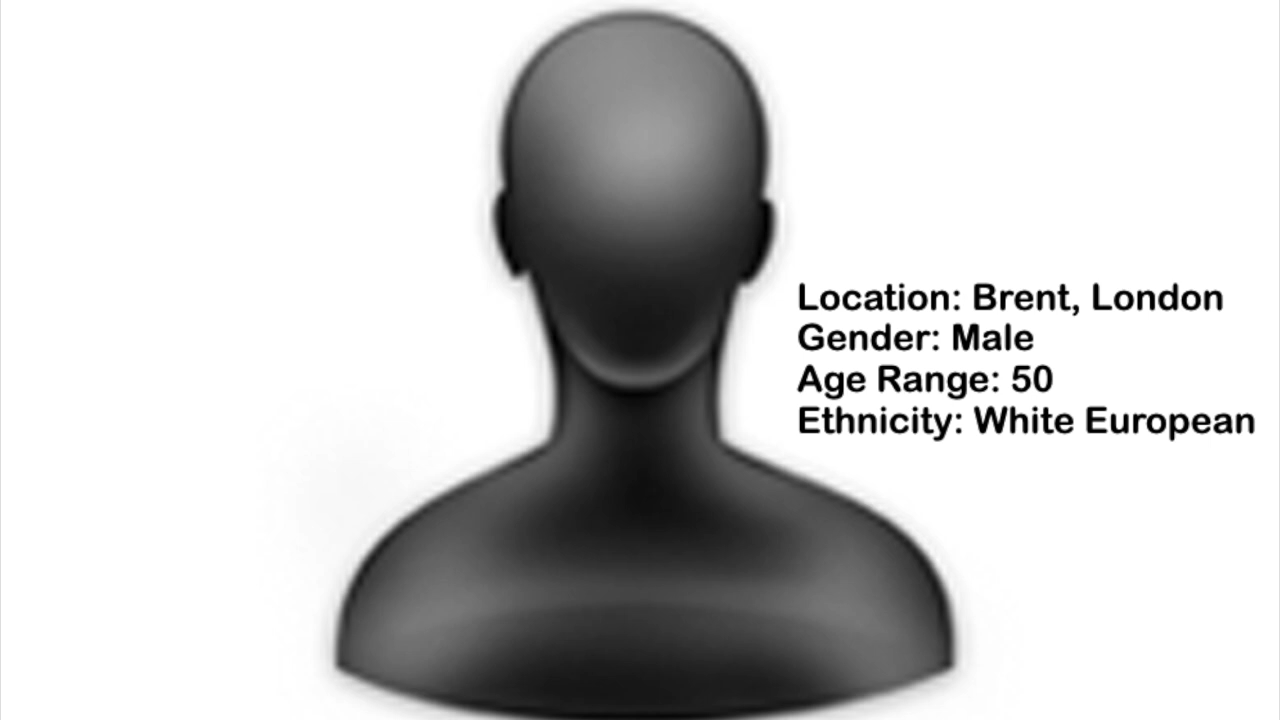 Location: Brent, London
Gender: Male
Age Range: 50
Ethnicity: White European